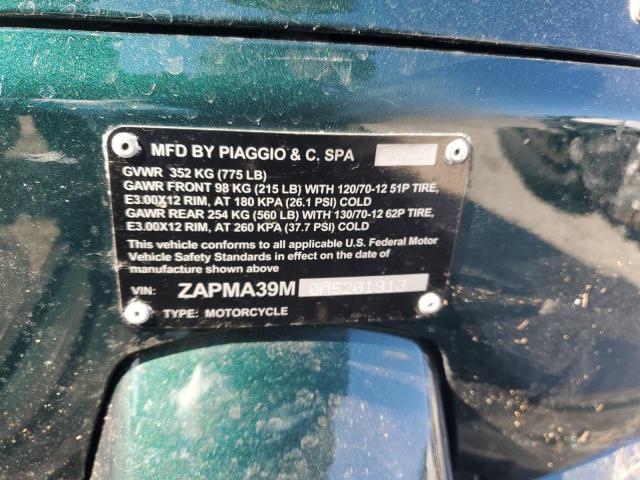 MFD BY PIAGGIO & C. SPA
GVWR 352 KG (775 LB)
GAWR FRONT 98 KG (215 LB) WITH 120/70-12 51P TIRE,
E3.00X12 RIM, AT 180 KPA (26.1 PSI) COLD
GAWR REAR 254 KG (560 LB) WITH 130/70-12 62P TIRE,
E3.00X12 RIM, AT 260 KPA (37.7 PSI) COLD
This vehicle conforms to all applicable U.S. Federal Motor
Vehicle Safety Standards in effect on the date of
manufacture shown above
VIN: ZAPMA39M 0M5201913
TYPE: MOTORCYCLE